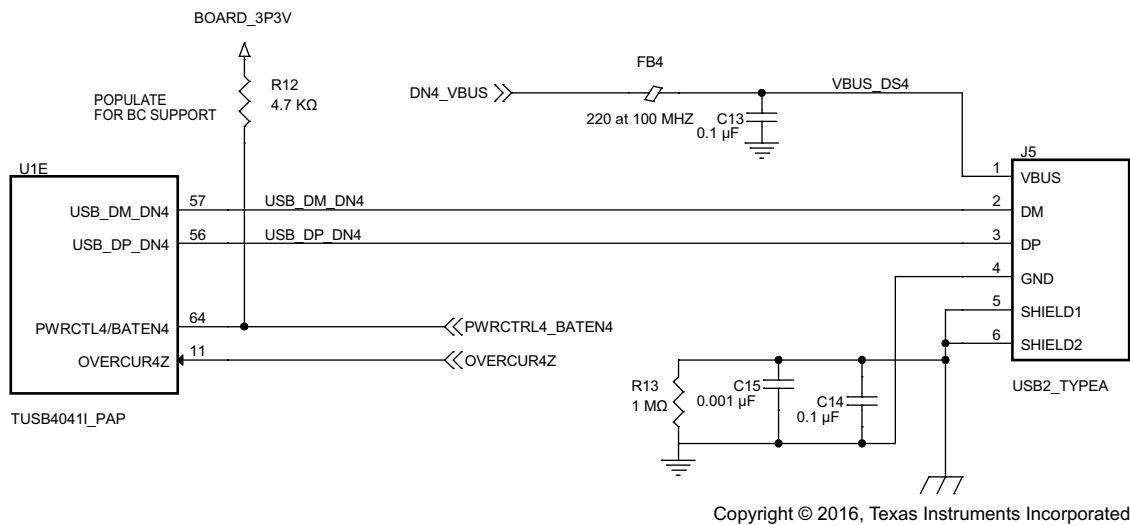 BOARD_3P3V
R12
4.7 KΩ
POPULATE
FOR BC SUPPORT
FB4
DN4_VBUS
220 at 100 MHZ
VBUS_DS4
C13
0.1 µF
U1E
J5
USB_DM_DN4
57
USB_DM_DN4
USB_DP_DN4
56
USB_DP_DN4
PWRCTL4/BATEN4
64
PWRCTRL4_BATEN4
OVERCUR4Z
11
OVERCUR4Z
TUSB4041I_PAP
1
VBUS
2
DM
3
DP
4
GND
5
SHIELD1
6
SHIELD2
USB2_TYPEA
R13
1 MΩ
C15
0.001 µF
C14
0.1 µF
Copyright © 2016, Texas Instruments Incorporated